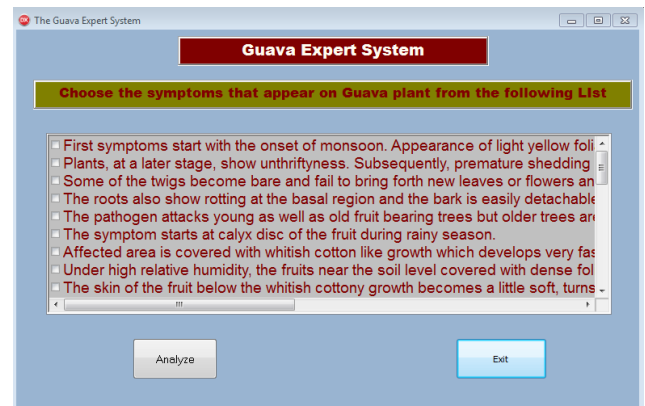 The Guava Expert System
Guava Expert System
Choose the symptoms that appear on Guava plant from the following LIst
First symptoms start with the onset of monsoon. Appearance of light yellow foli
Plants, at a later stage, show unthriftyness. Subsequently, premature shedding
Some of the twigs become bare and fail to bring forth new leaves or flowers an
The roots also show rotting at the basal region and the bark is easily detachable
The pathogen attacks young as well as old fruit bearing trees but older trees are
The symptom starts at calyx disc of the fruit during rainy season.
Affected area is covered with whitish cotton like growth which develops very fas
Under high relative humidity, the fruits near the soil level covered with dense fol
The skin of the fruit below the whitish cottony growth becomes a little soft, turns
Analyze
Exit